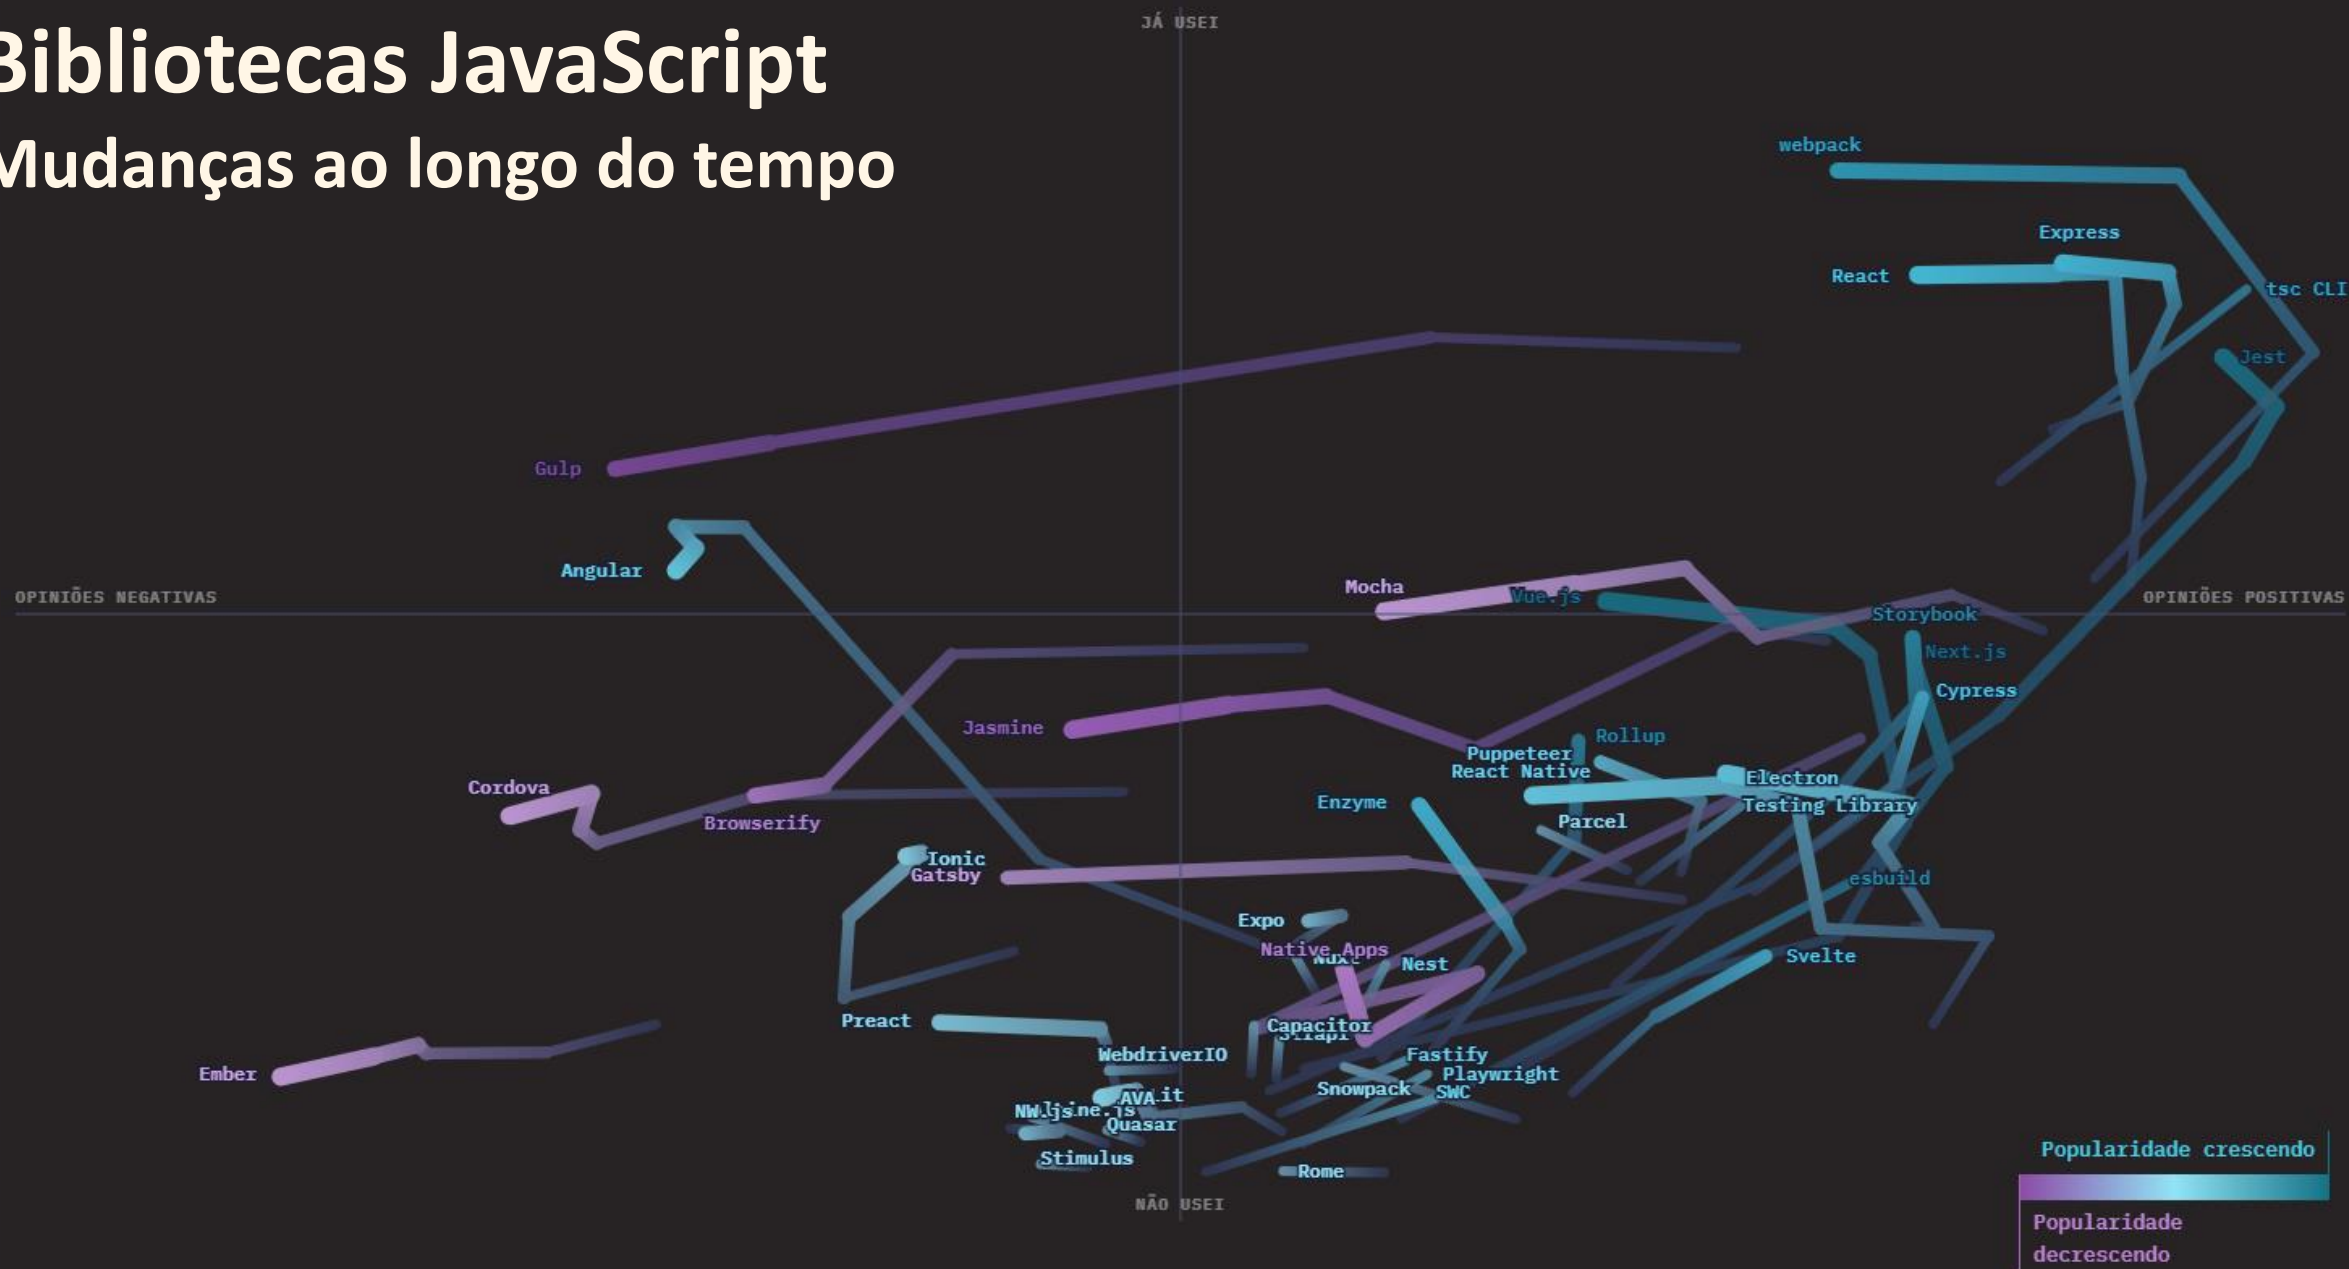 Bibliotecas JavaScript
Mudanças ao longo do tempo
JÁ USEI
webpack
Express
React
tsc CLI
Jest
Gulp
Angular
OPINIÕES NEGATIVAS
Mocha
Vue.js
OPINIÕES POSITIVAS
Storybook
Next.js
Cypress
Jasmine
Rollup
Puppeteer
React Native
Electron
Cordova
Enzyme
Testing Library
Browserify
Parcel
Ionic
Gatsby
esbuild
Expo
Native Apps
Svelte
Nest
Preact
Capacitor
WebdriverIO
Fastify
Ember
Playwright
Snowpack
SWC
AVA
NW.js
Quasar
Stimulus
Rome
NÃO USEI
Popularidade crescendo
Popularidade
decrescendo